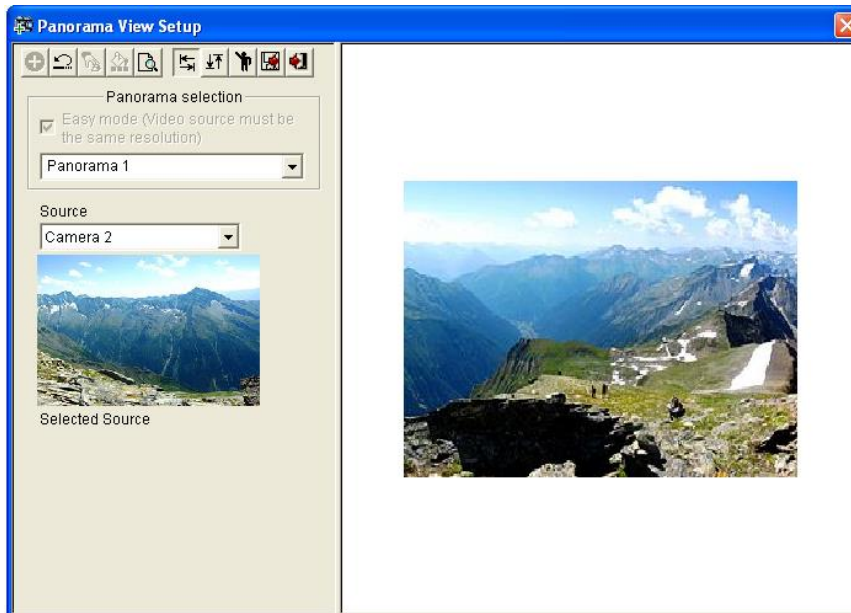 Panorama View Setup
Panorama selection
Easy mode (Video source must be
the same resolution)
Panorama 1
Source
Camera 2
Selected Source